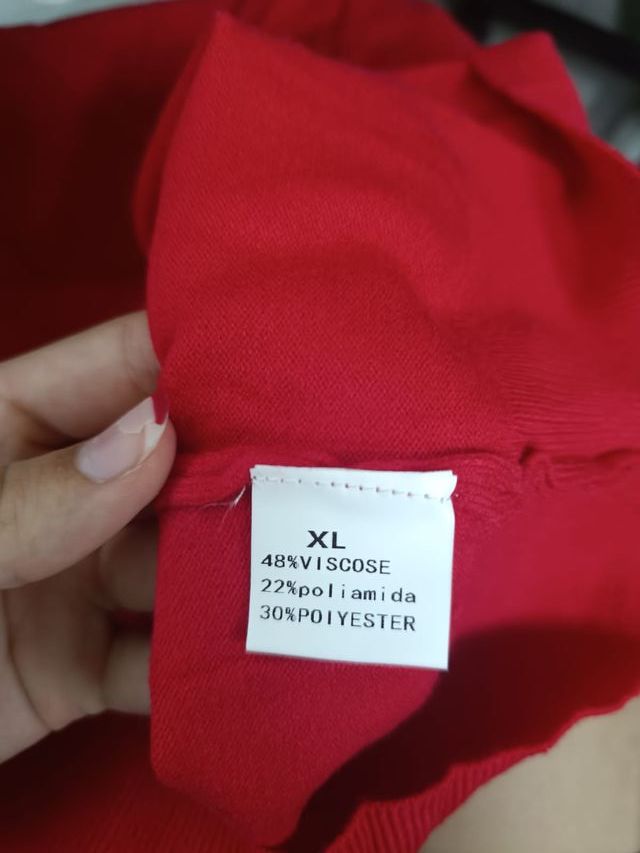 XL
48%VISCOSE
22%poliamida
30%POIYESTER